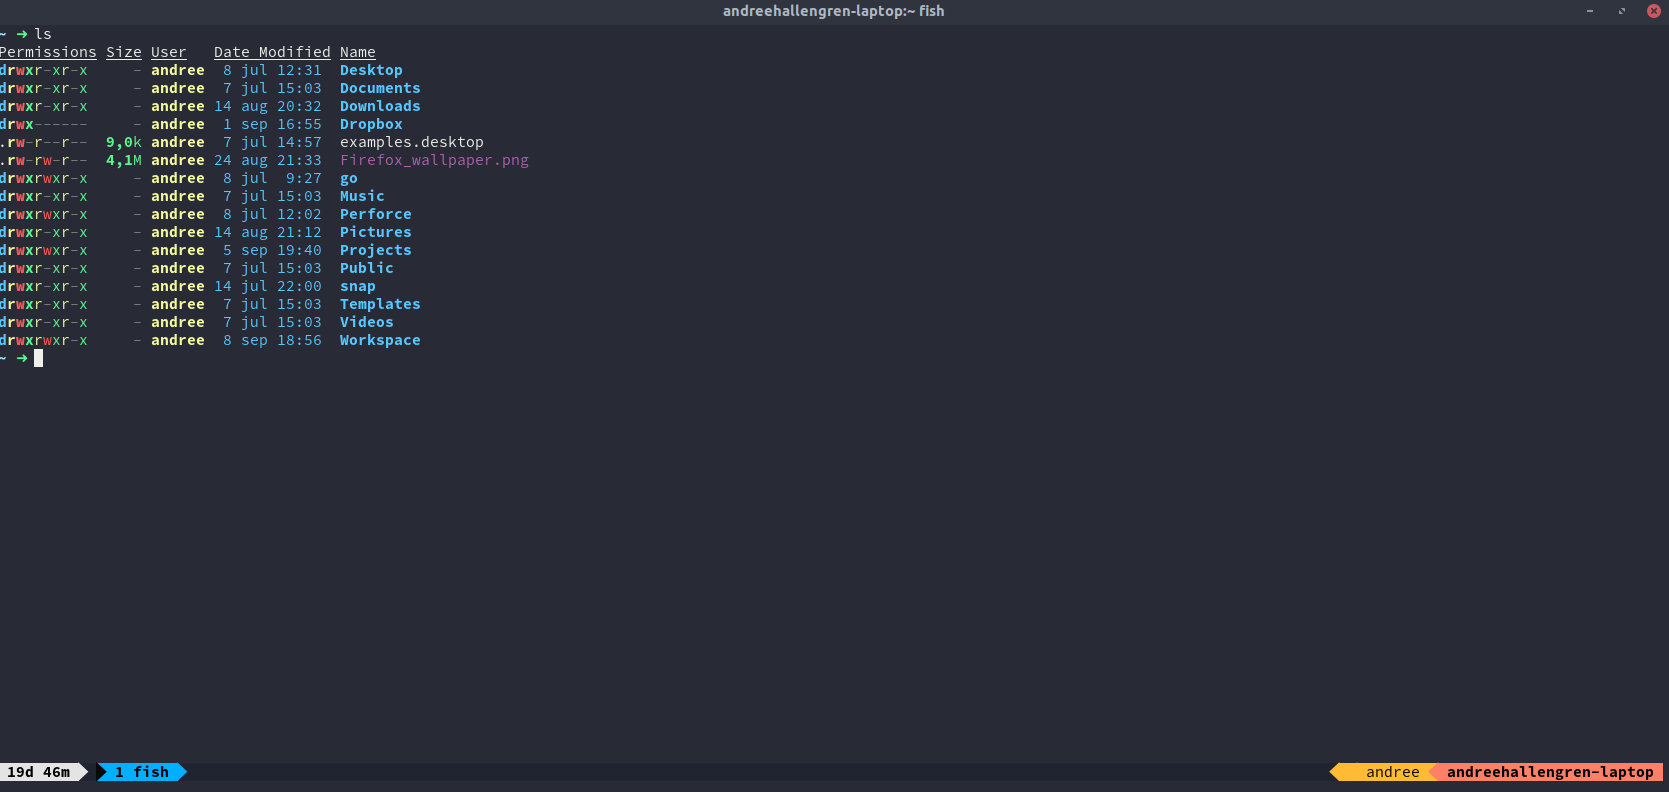 andreehallengren-laptop:~ fish
~ ➜ ls
Permissions Size User   Date Modified Name
drwxr-xr-x     - andree  8 jul 12:31  Desktop
drwxr-xr-x     - andree  7 jul 15:03  Documents
drwxr-xr-x     - andree 14 aug 20:32  Downloads
drwx------     - andree  1 sep 16:55  Dropbox
.rw-r--r--  9,0k andree  7 jul 14:57  examples.desktop
.rw-rw-r--  4,1M andree 24 aug 21:33  Firefox_wallpaper.png
drwxrwxr-x     - andree  8 jul  9:27  go
drwxr-xr-x     - andree  7 jul 15:03  Music
drwxrwxr-x     - andree  8 jul 12:02  Perforce
drwxr-xr-x     - andree 14 aug 21:12  Pictures
drwxrwxr-x     - andree  5 sep 19:40  Projects
drwxr-xr-x     - andree  7 jul 15:03  Public
drwxr-xr-x     - andree 14 jul 22:00  snap
drwxr-xr-x     - andree  7 jul 15:03  Templates
drwxr-xr-x     - andree  7 jul 15:03  Videos
drwxrwxr-x     - andree  8 sep 18:56  Workspace
~ ➜
19d 46m 1 fish andree andreehallengren-laptop